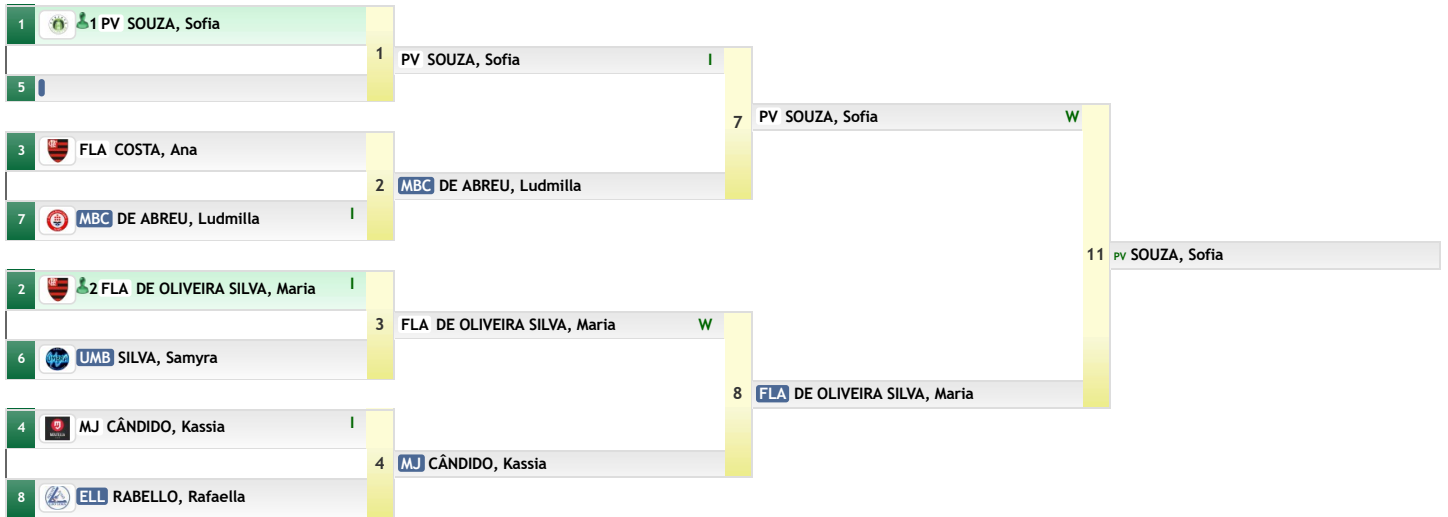 1 1 PV SOUZA, Sofia
5
1
PV SOUZA, Sofia I
3 FLA COSTA, Ana
7 MBC DE ABREU, Ludmilla I
2
MBC DE ABREU, Ludmilla
7
PV SOUZA, Sofia W
2 2 FLA DE OLIVEIRA SILVA, Maria I
6 UMB SILVA, Samyra
3
FLA DE OLIVEIRA SILVA, Maria W
4 MJ CÂNDIDO, Kassia I
8 ELL RABELLO, Rafaella
4
MJ CÂNDIDO, Kassia
8
FLA DE OLIVEIRA SILVA, Maria
11
PV SOUZA, Sofia